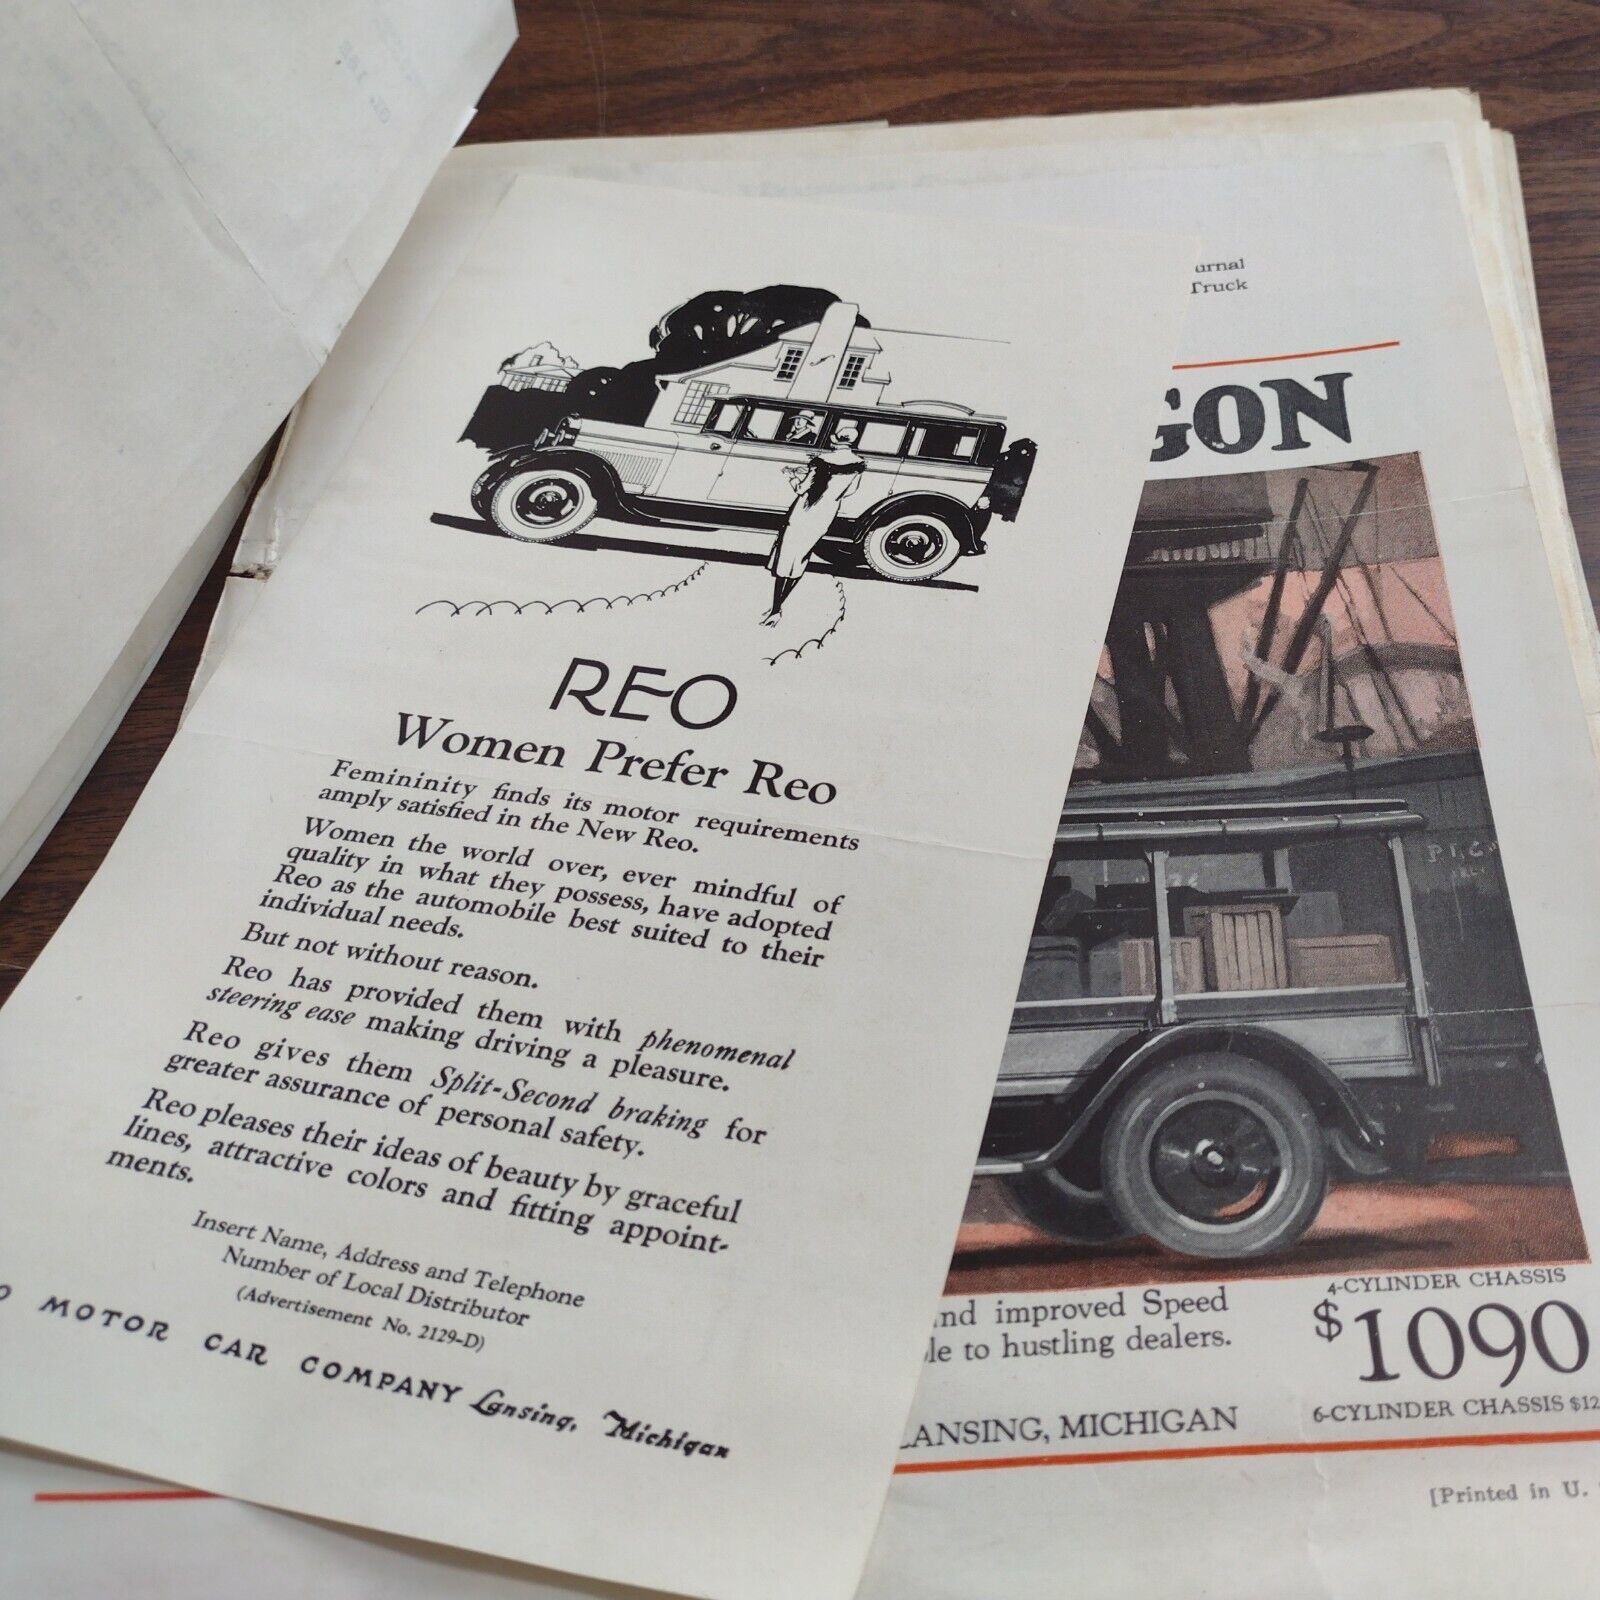 REO
Women Prefer Reo
Femininity finds its motor requirements
amply satisfied in the New Reo.
Women the world over, ever mindful of
quality in what they possess, have adopted
Reo as the automobile best suited to their
individual needs.
But not without reason.
Reo has provided them with phenomenal
steering ease making driving a pleasure.
Reo gives them Split-Second braking for
greater assurance of personal safety.
Reo pleases their ideas of beauty by graceful
lines, attractive colors and fitting appoint-
ments.
Insert Name, Address and Telephone
Number of Local Distributor
(Advertisement No. 2129-D)
O MOTOR CAR COMPANY Lansing, Michigan
urnal
Truck
GON
nd improved Speed
le to hustling dealers.
LANSING, MICHIGAN
4-CYLINDER CHASSIS
$1090
6-CYLINDER CHASSIS $12
[Printed in U.